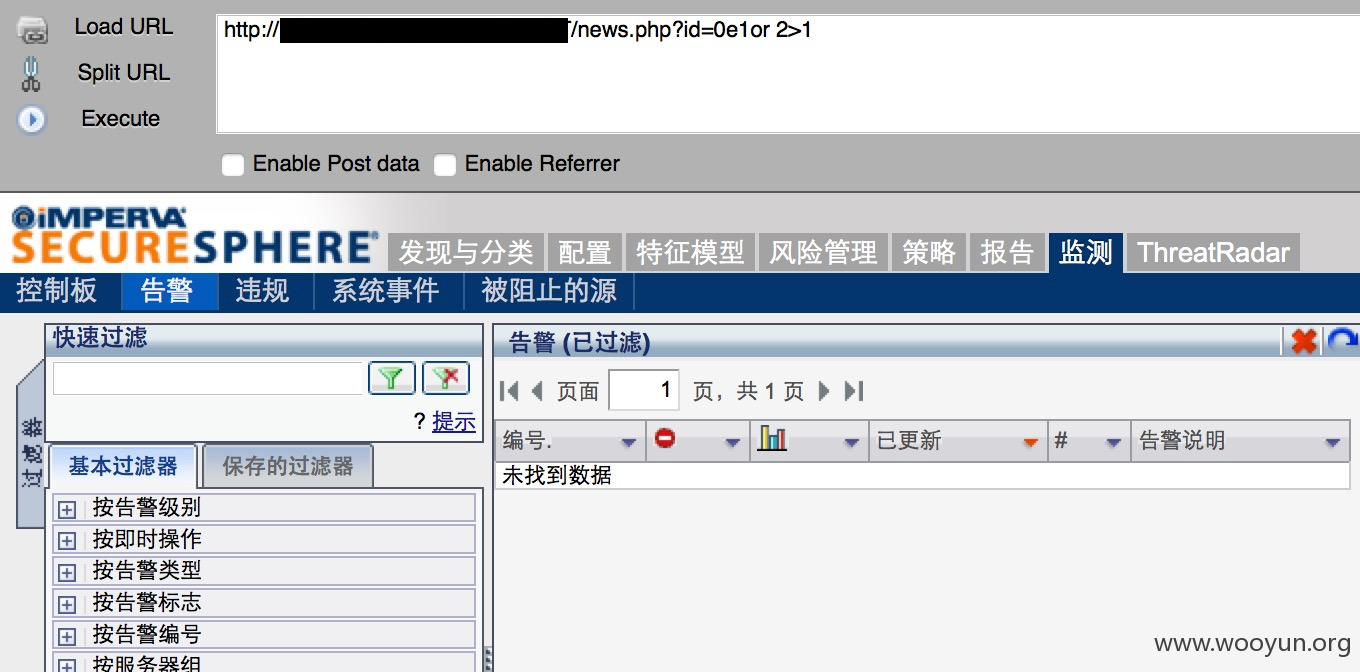 Load URL
http:// /news.php?id=0e1or 2>1
Split URL
Execute
Enable Post data Enable Referrer
iMPERVA
SECURESPHERE®
发现与分类 配置 特征模型 风险管理 策略 报告 监测 ThreatRadar
控制板 告警 违规 系统事件 被阻止的源
快速过滤
? 提示
过滤器
基本过滤器 保存的过滤器
按告警级别
按即时操作
按告警类型
按告警标志
按告警编号
按服务器组
告警 (已过滤)
页面 1 页，共 1 页
编号. 已更新 # 告警说明
未找到数据
www.wooyun.org